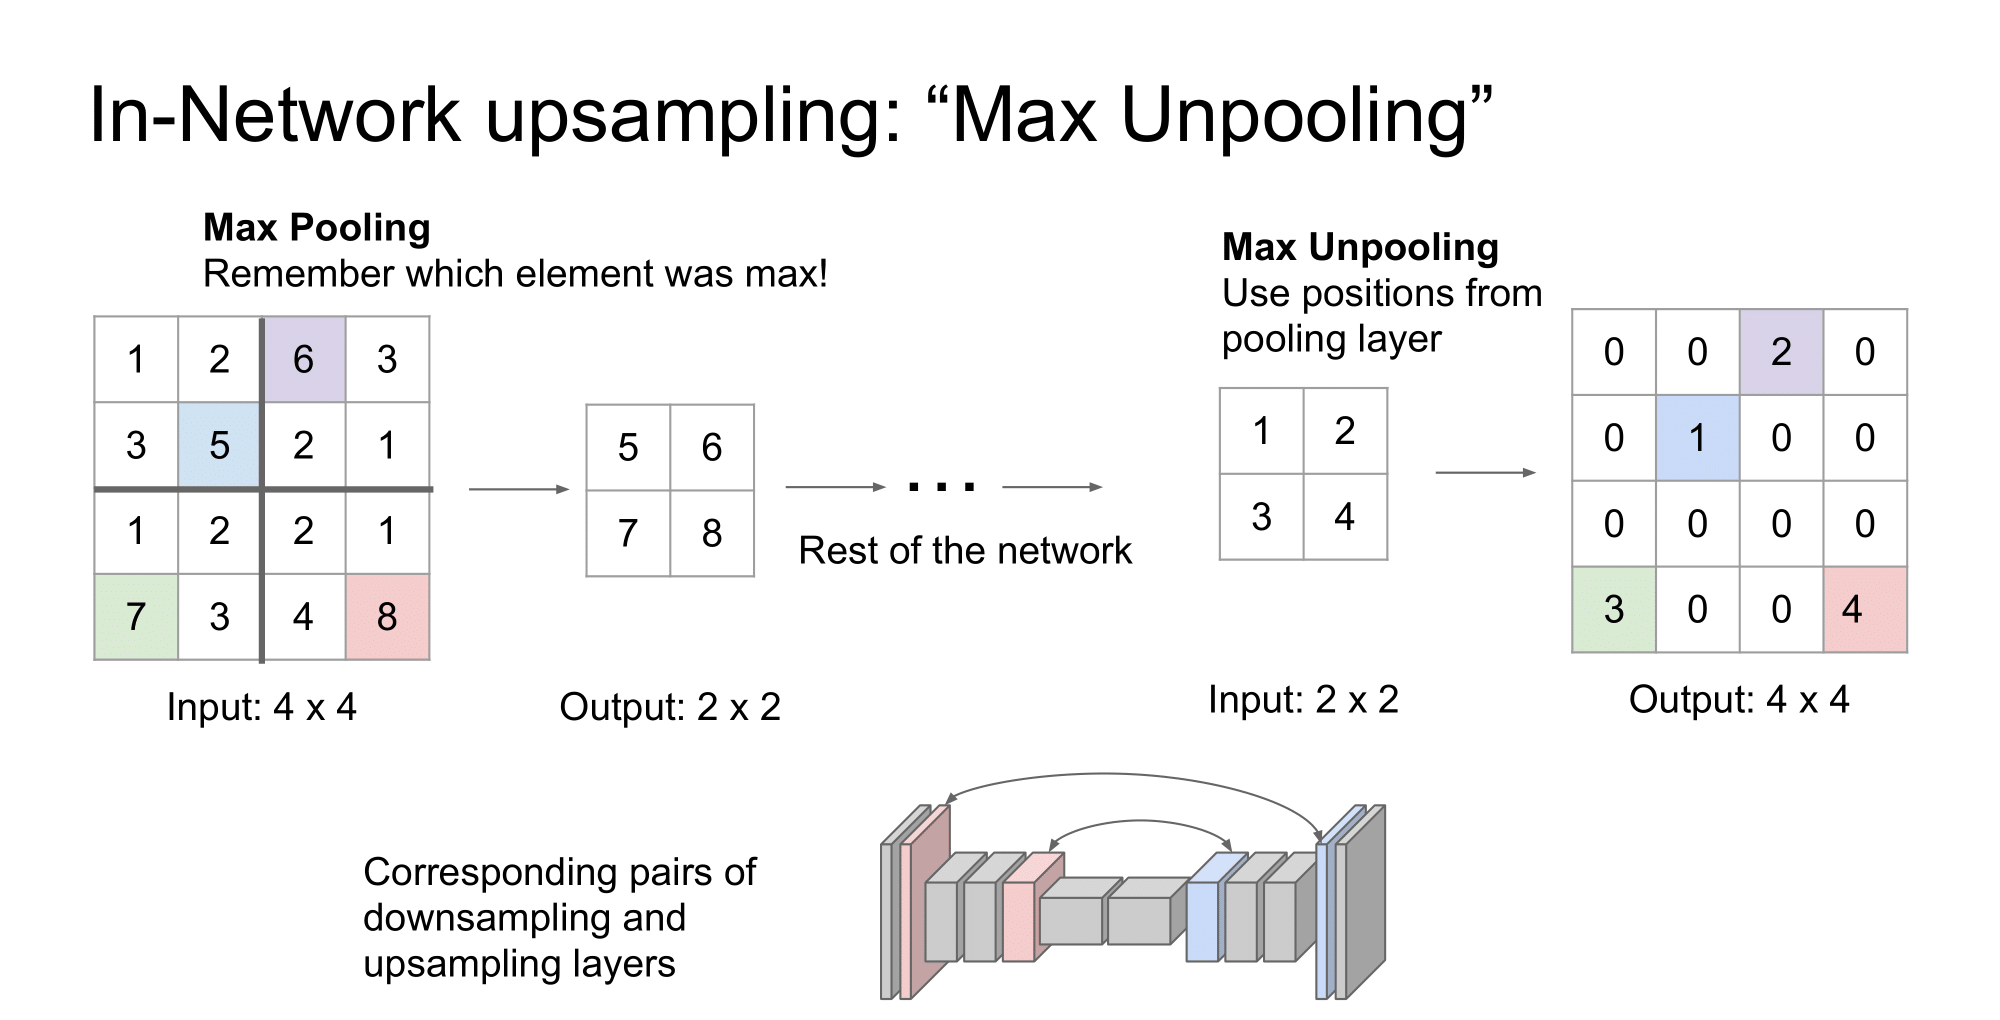 In-Network upsampling: “Max Unpooling”
Max Pooling
Remember which element was max!
1 2 6 3
3 5 2 1
1 2 2 1
7 3 4 8
Input: 4 x 4
5 6
7 8
Output: 2 x 2
...
Rest of the network
Max Unpooling
Use positions from
pooling layer
1 2
3 4
Input: 2 x 2
0 0 2 0
0 1 0 0
0 0 0 0
3 0 0 4
Output: 4 x 4
Corresponding pairs of
downsampling and
upsampling layers